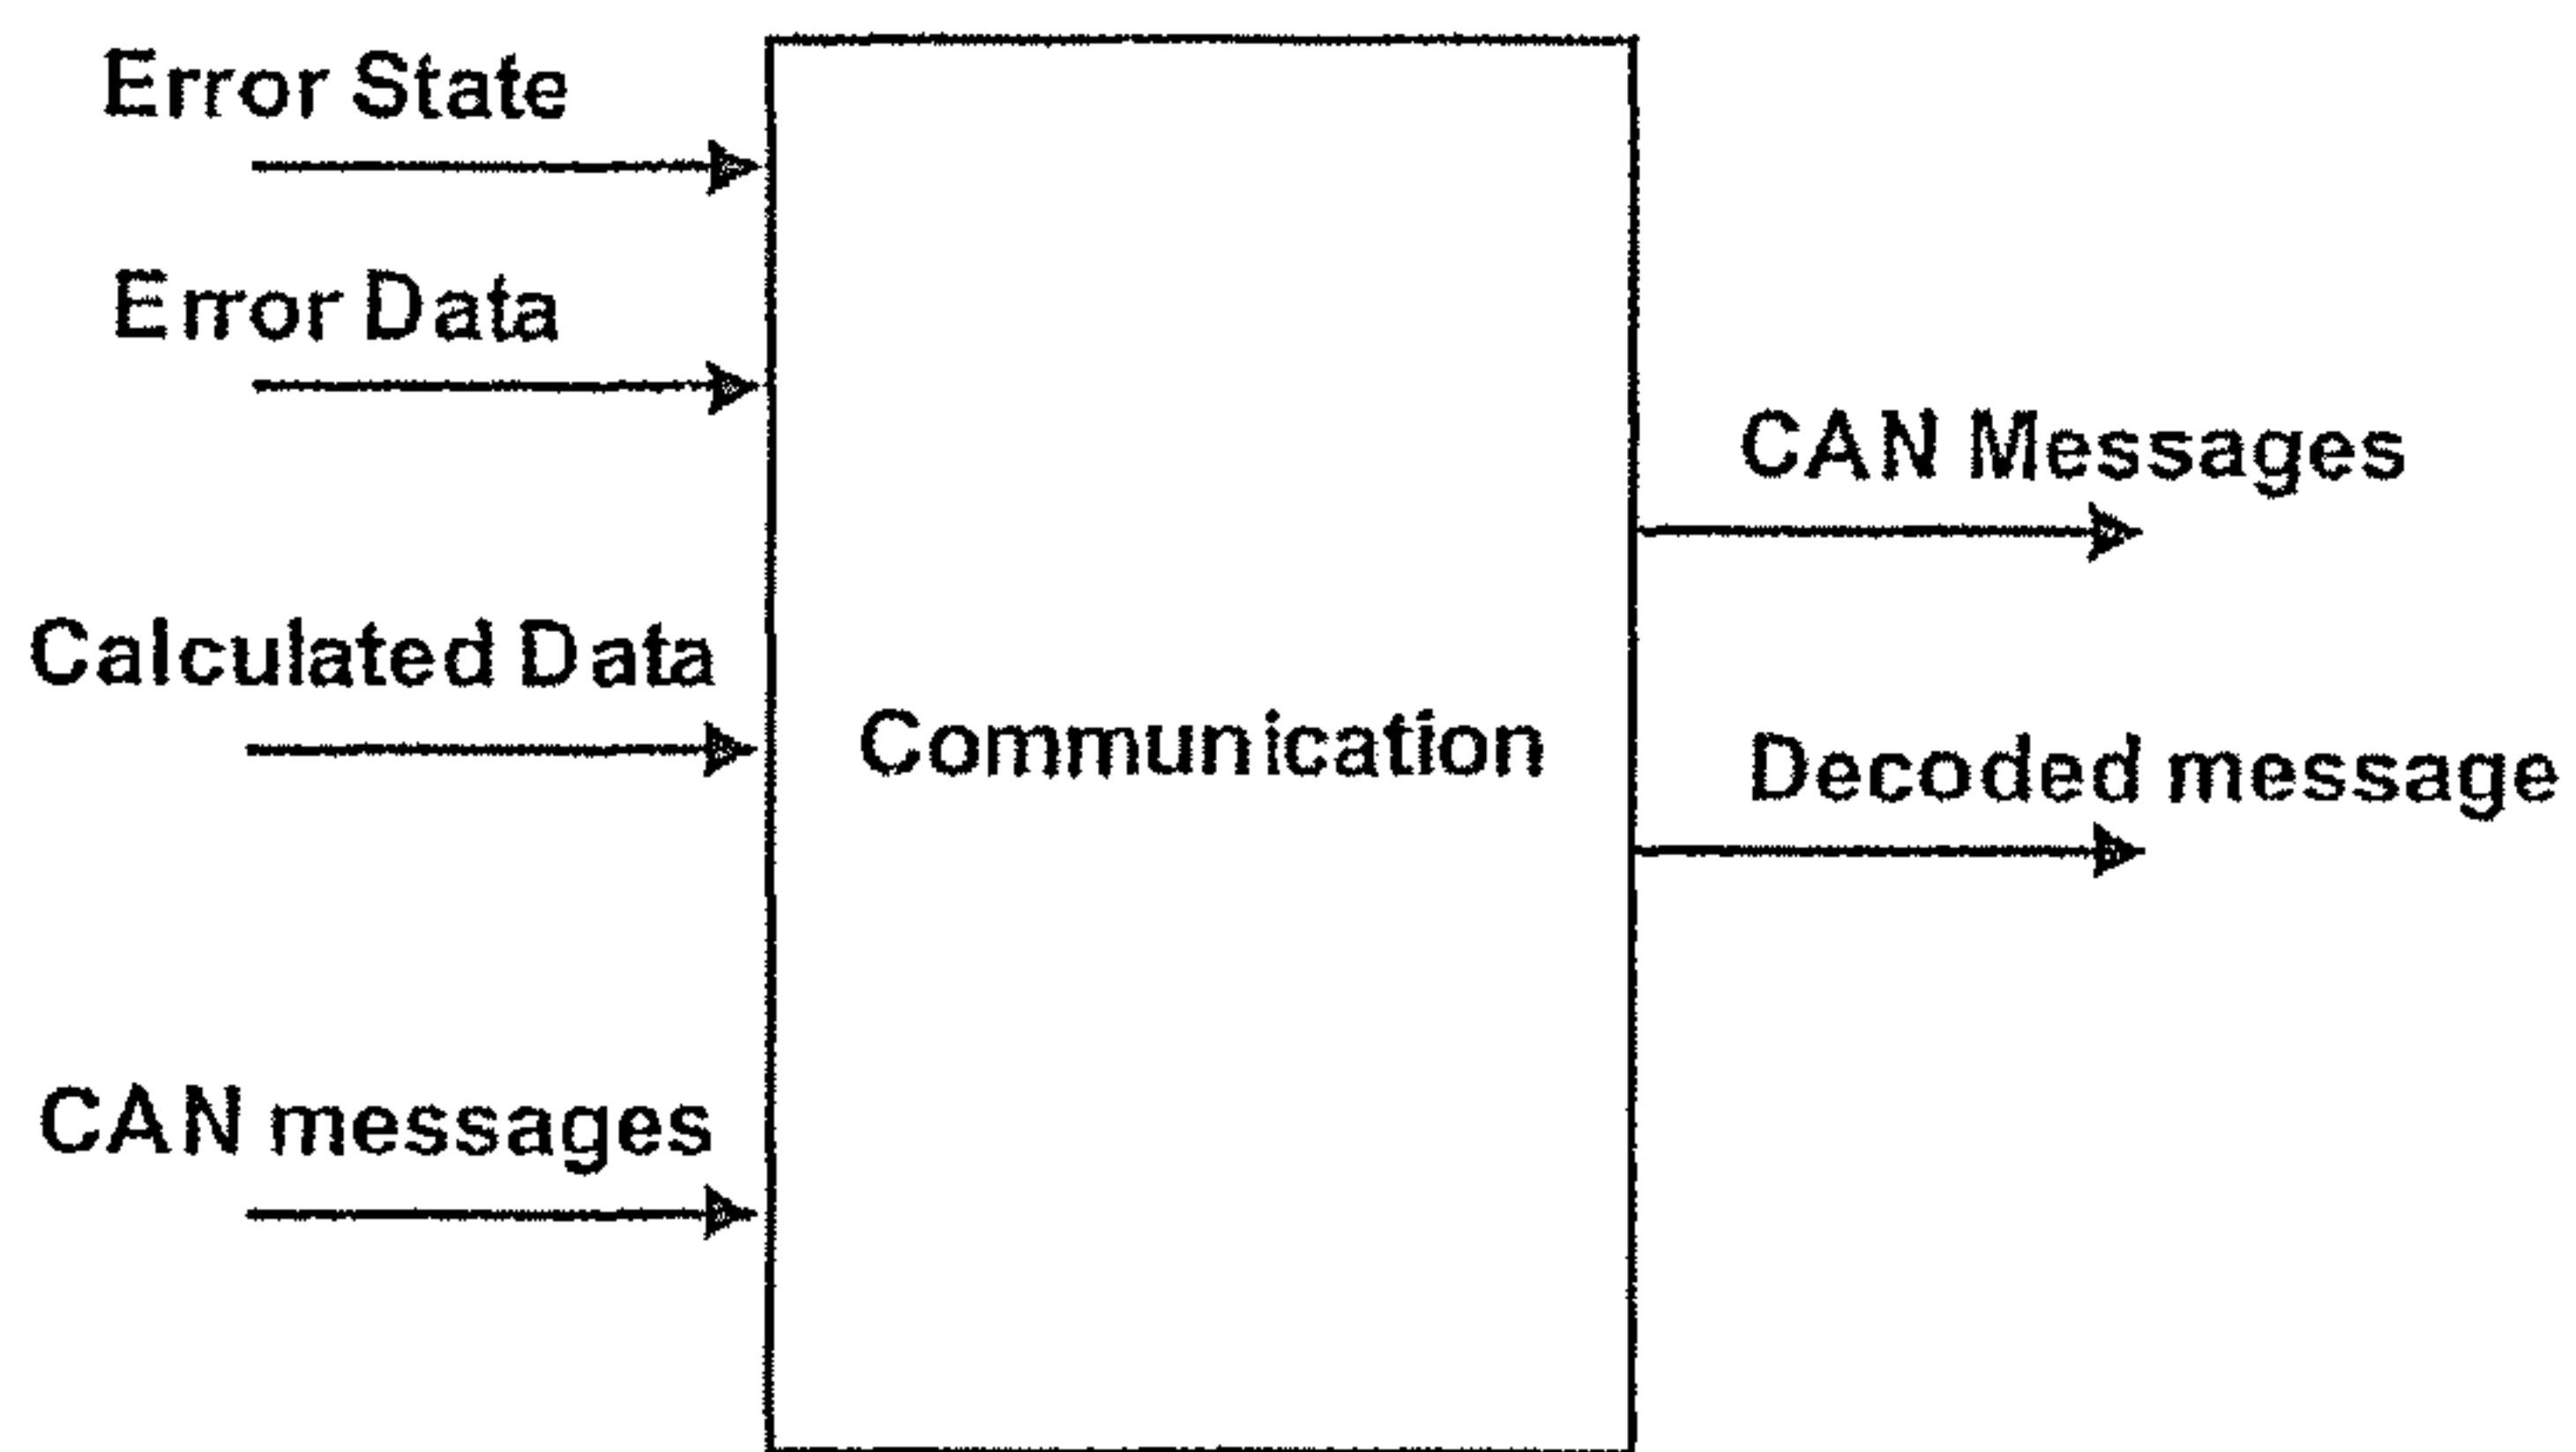 Error State
Error Data
Calculated Data
CAN messages
Communication
CAN Messages
Decoded message